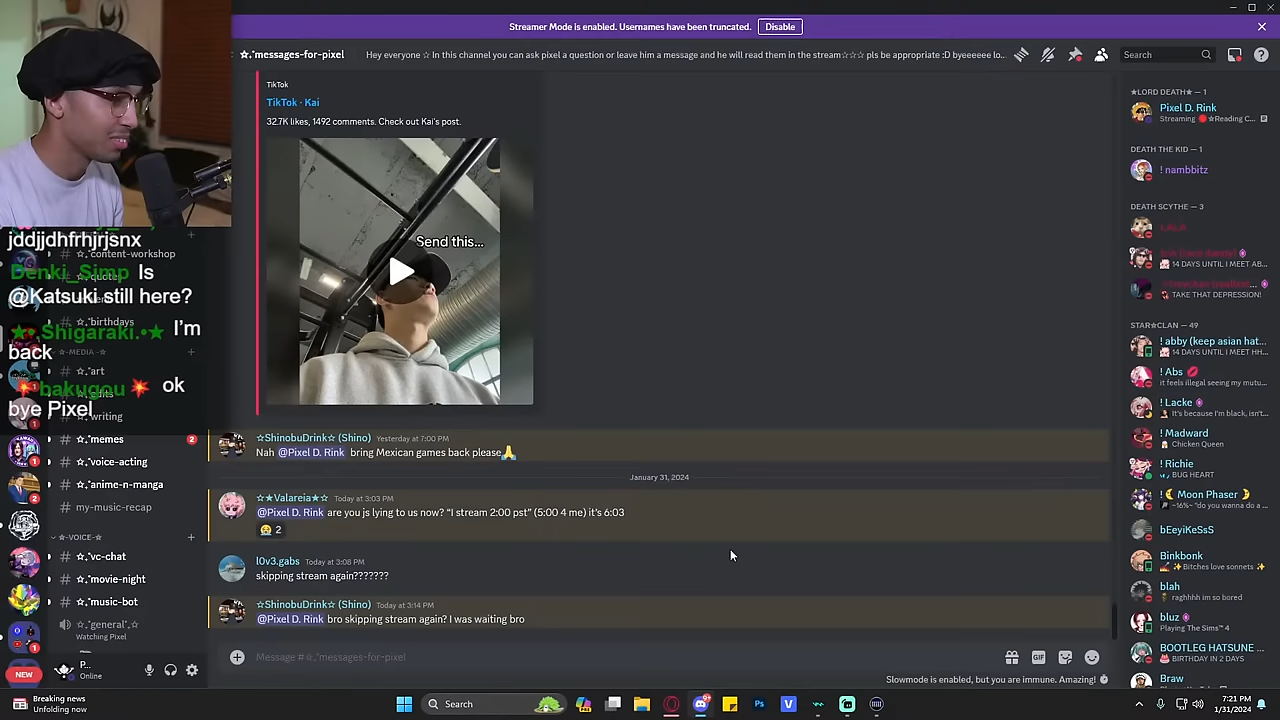 Streamer Mode is enabled. Usernames have been truncated.
Disable
☆.˚messages-for-pixel
Hey everyone ☆ In this channel you can ask pixel a question or leave him a message and he will read them in the stream☆☆☆ pls be appropriate :D byeeeeee lo...
Search
TikTok
TikTok · Kai
32.7K likes, 1492 comments. Check out Kai's post.
Send this...
☆ShinobuDrink☆ (Shino) Yesterday at 7:00 PM
Nah @Pixel D. Rink bring Mexican games back please🙏
January 31, 2024
☆★Valareia★☆ Today at 3:03 PM
@Pixel D. Rink are you js lying to us now? “I stream 2:00 pst” (5:00 4 me) it’s 6:03
2
l0v3.gabs Today at 3:08 PM
skipping stream again???????
☆ShinobuDrink☆ (Shino) Today at 3:14 PM
@Pixel D. Rink bro skipping stream again? I was waiting bro
Message #☆.˚messages-for-pixel
GIF
Slowmode is enabled, but you are immune. Amazing!
jddjjdhfrhjrjsnx
# ☆.˚content-workshop
Denki_Simp Is
@Katsuki still here?
# ☆.˚birthdays
★•.Shigaraki.•★ I’m
back
☆-MEDIA-☆
# ☆.˚art
💥bakugou💥 ok
bye Pixel
writing
# ☆.˚memes
2
# ☆.˚voice-acting
# ☆.˚anime-n-manga
# my-music-recap
☆-VOICE-☆
# ☆.˚vc-chat
# ☆.˚movie-night
# ☆.˚music-bot
☆.˚general˚.☆
Watching Pixel
NEW
P...
Online
★LORD DEATH★ — 1
Pixel D. Rink
Streaming 🔴☆Reading C...
DEATH THE KID — 1
! nambbitz
DEATH SCYTHE — 3
14 DAYS UNTIL I MEET AB...
TAKE THAT DEPRESSION!
STAR☆CLAN — 49
! abby (keep asian hat...
14 DAYS UNTIL I MEET HH...
! Abs 💋
it feels illegal seeing my mutu...
! Lacke
It's because I'm black, isn't...
! Madward
Chicken Queen
! Richie
BUG HEART
! 🌙 Moon Phaser 🌛
~16%~ “do you wanna do a ...
bEeyiKeSsS
Binkbonk
✨Bitches love sonnets ✨
blah
raghhhh im so bored
bluz
Playing The Sims™ 4
BOOTLEG HATSUNE ...
BIRTHDAY IN 2 DAYS
Braw
Breaking news
Unfolding now
Search
7:21 PM
1/31/2024